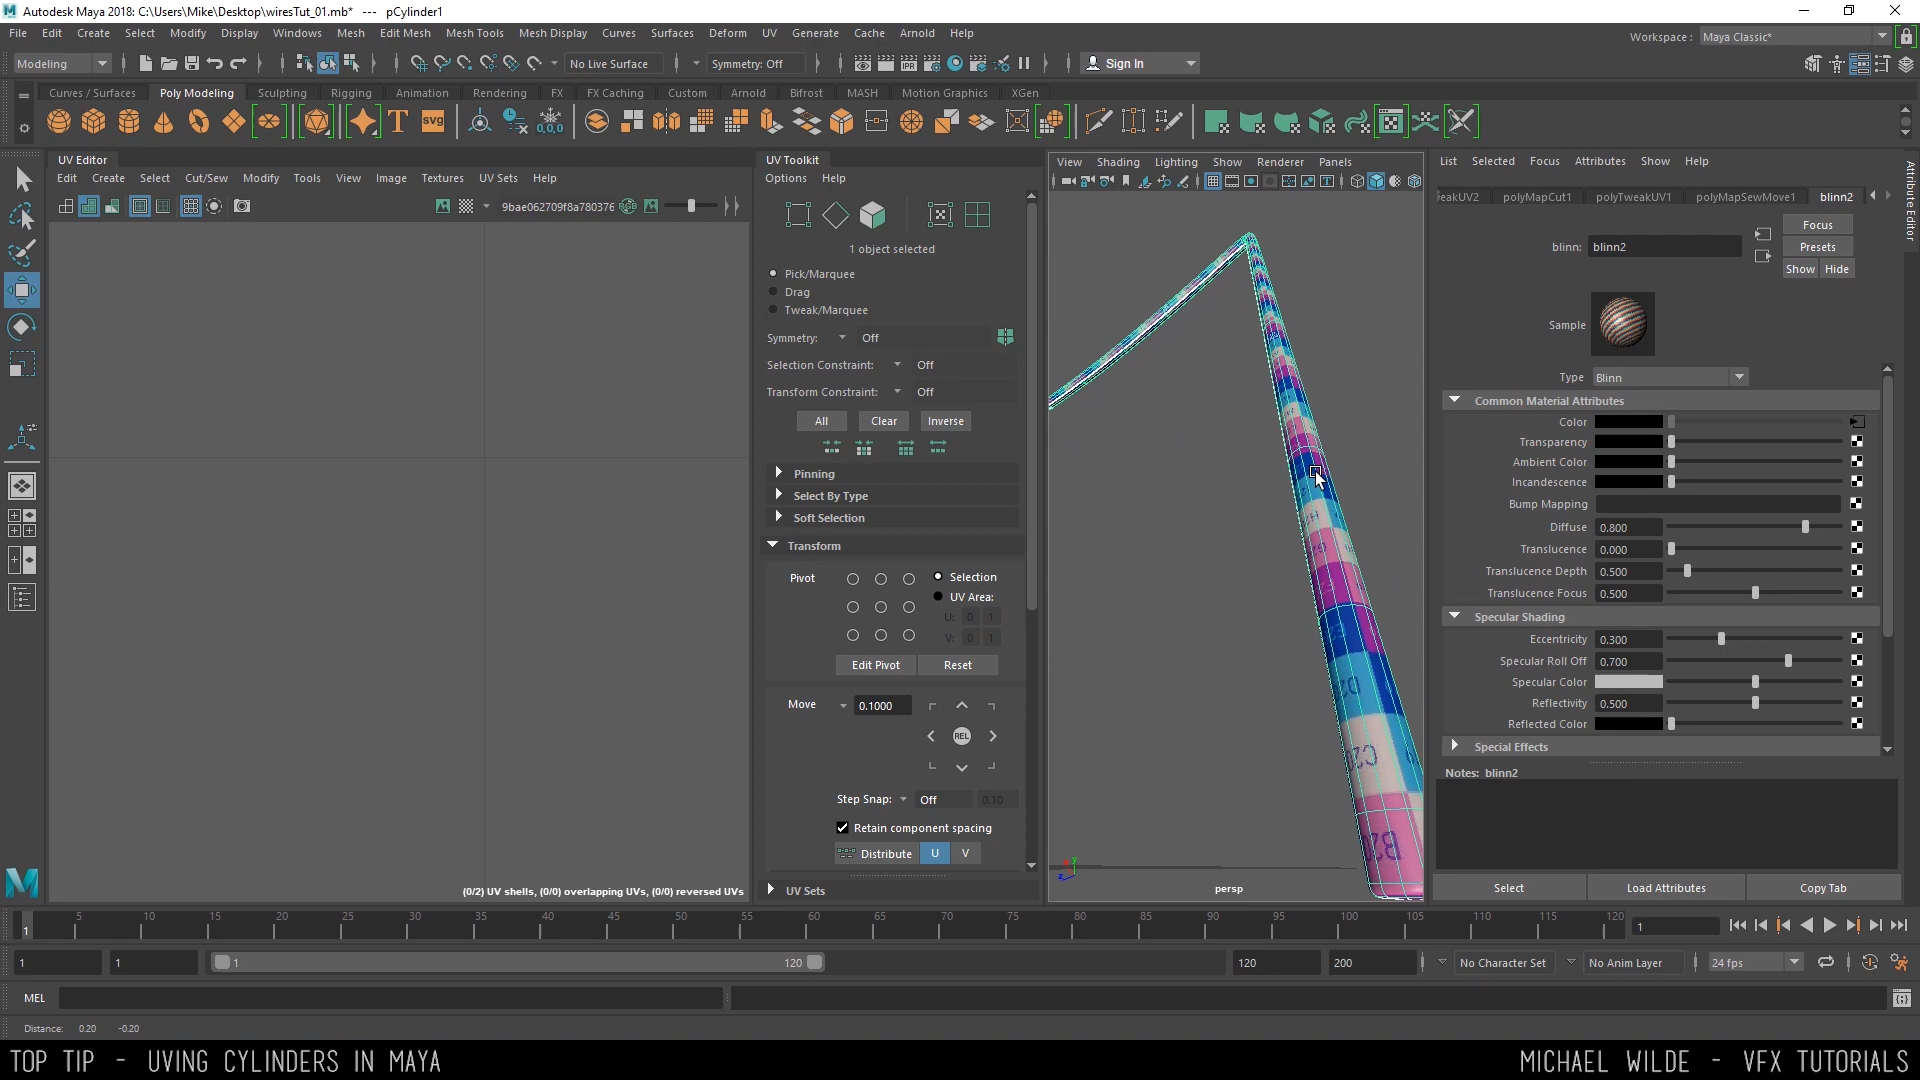 Autodesk Maya 2018: C:\Users\Mike\Desktop\wiresTut_01.mb* --- pCylinder1
File Edit Create Select Modify Display Windows Mesh Edit Mesh Mesh Tools Mesh Display Curves Surfaces Deform UV Generate Cache Arnold Help
Workspace : Maya Classic*
Modeling No Live Surface Symmetry: Off Sign In
Curves / Surfaces Poly Modeling Sculpting Rigging Animation Rendering FX FX Caching Custom Arnold Bifrost MASH Motion Graphics XGen
UV Editor
Edit Create Select Cut/Sew Modify Tools View Image Textures UV Sets Help
9bae062709f8a780376
(0/2) UV shells, (0/0) overlapping UVs, (0/0) reversed UVs
UV Toolkit
Options Help
1 object selected
Pick/Marquee
Drag
Tweak/Marquee
Symmetry: Off
Selection Constraint: Off
Transform Constraint: Off
All Clear Inverse
Pinning
Select By Type
Soft Selection
Transform
Pivot Selection
UV Area:
U: 0 1
V: 0 1
Edit Pivot Reset
Move 0.1000
REL
Step Snap: Off 0.10
Retain component spacing
Distribute U V
UV Sets
View Shading Lighting Show Renderer Panels
persp
List Selected Focus Attributes Show Help
eakUV2 polyMapCut1 polyTweakUV1 polyMapSewMove1 blinn2
Attribute Editor
blinn: blinn2
Focus
Presets
Show Hide
Sample
Type Blinn
Common Material Attributes
Color
Transparency
Ambient Color
Incandescence
Bump Mapping
Diffuse 0.800
Translucence 0.000
Translucence Depth 0.500
Translucence Focus 0.500
Specular Shading
Eccentricity 0.300
Specular Roll Off 0.700
Specular Color
Reflectivity 0.500
Reflected Color
Special Effects
Notes: blinn2
Select Load Attributes Copy Tab
5 10 15 20 25 30 35 40 45 50 55 60 65 70 75 80 85 90 95 100 105 110 115 120
1 1
1 1 1 120 120 200 No Character Set No Anim Layer 24 fps
MEL
Distance: 0.20 -0.20
TOP TIP - UVING CYLINDERS IN MAYA
MICHAEL WILDE - VFX TUTORIALS